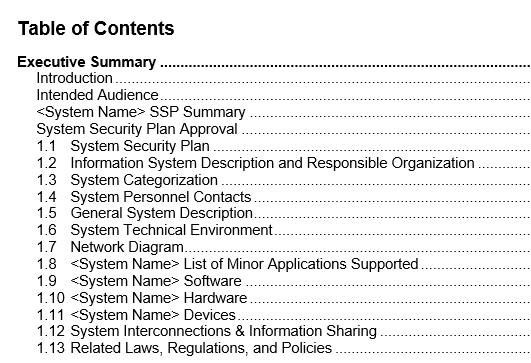 Table of Contents
Executive Summary ........................................................................
Introduction ........................................................................
Intended Audience ........................................................................
<System Name> SSP Summary ........................................................................
System Security Plan Approval ........................................................................
1.1 System Security Plan ........................................................................
1.2 Information System Description and Responsible Organization .............
1.3 System Categorization ........................................................................
1.4 System Personnel Contacts ........................................................................
1.5 General System Description ........................................................................
1.6 System Technical Environment ................................................................
1.7 Network Diagram ........................................................................
1.8 <System Name> List of Minor Applications Supported ...........................
1.9 <System Name> Software ........................................................................
1.10 <System Name> Hardware ........................................................................
1.11 <System Name> Devices ........................................................................
1.12 System Interconnections & Information Sharing .....................................
1.13 Related Laws, Regulations, and Policies ................................................